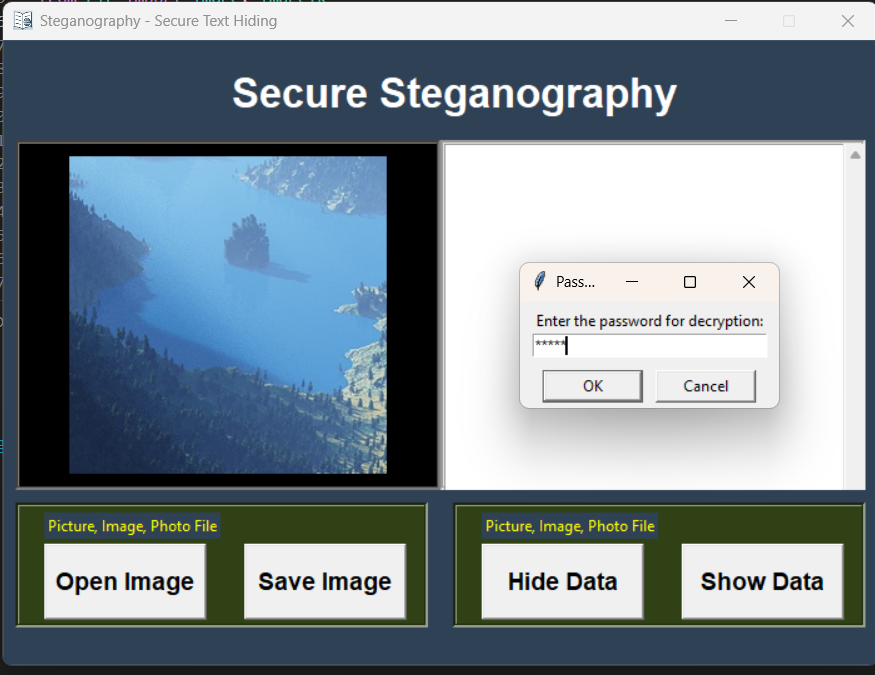 Steganography - Secure Text Hiding
Secure Steganography
Pass...
Enter the password for decryption:
*****
OK
Cancel
Picture, Image, Photo File
Open Image
Save Image
Picture, Image, Photo File
Hide Data
Show Data